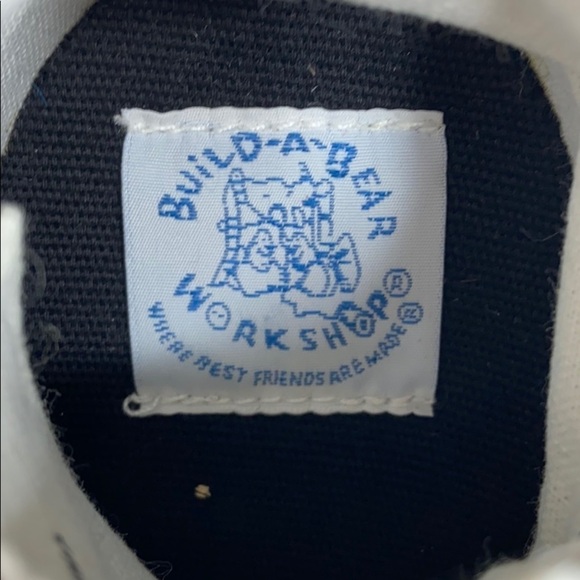 BUiLD-A-BEAR
WORKSHOP®
WHERE BEST FRIENDS ARE MADE®